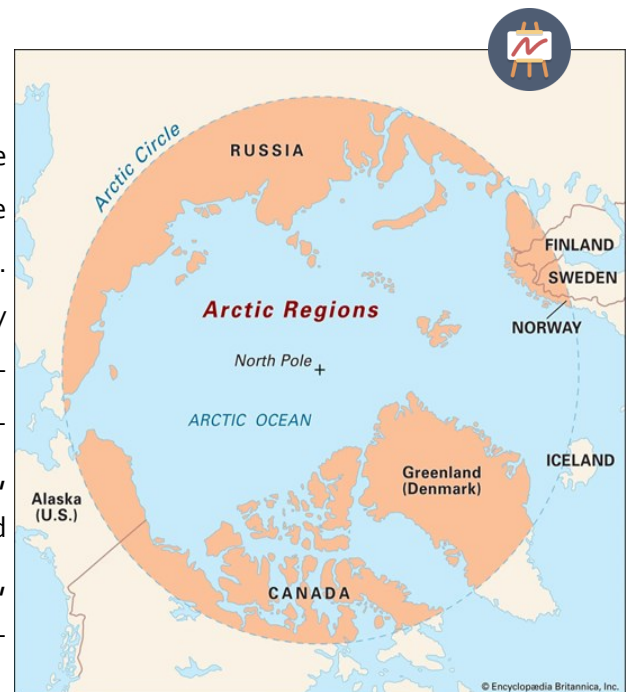 Arctic Circle
RUSSIA
FINLAND
SWEDEN
NORWAY
Arctic Regions
North Pole
ARCTIC OCEAN
ICELAND
Greenland
(Denmark)
Alaska
(U.S.)
CANADA
© Encyclopædia Britannica, Inc.